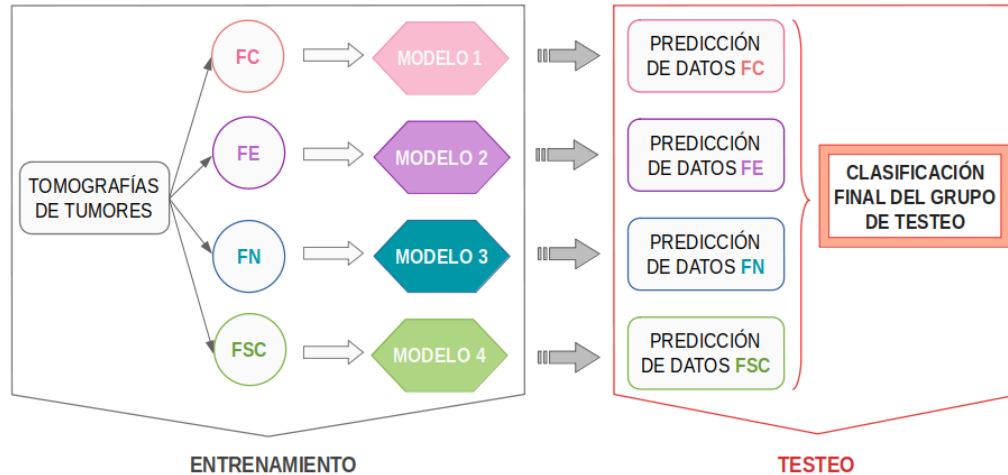 FC
MODELO 1
PREDICCIÓN
DE DATOS FC
FE
MODELO 2
PREDICCIÓN
DE DATOS FE
TOMOGRAFÍAS
DE TUMORES
CLASIFICACIÓN
FINAL DEL GRUPO
DE TESTEO
FN
MODELO 3
PREDICCIÓN
DE DATOS FN
FSC
MODELO 4
PREDICCIÓN
DE DATOS FSC
ENTRENAMIENTO
TESTEO